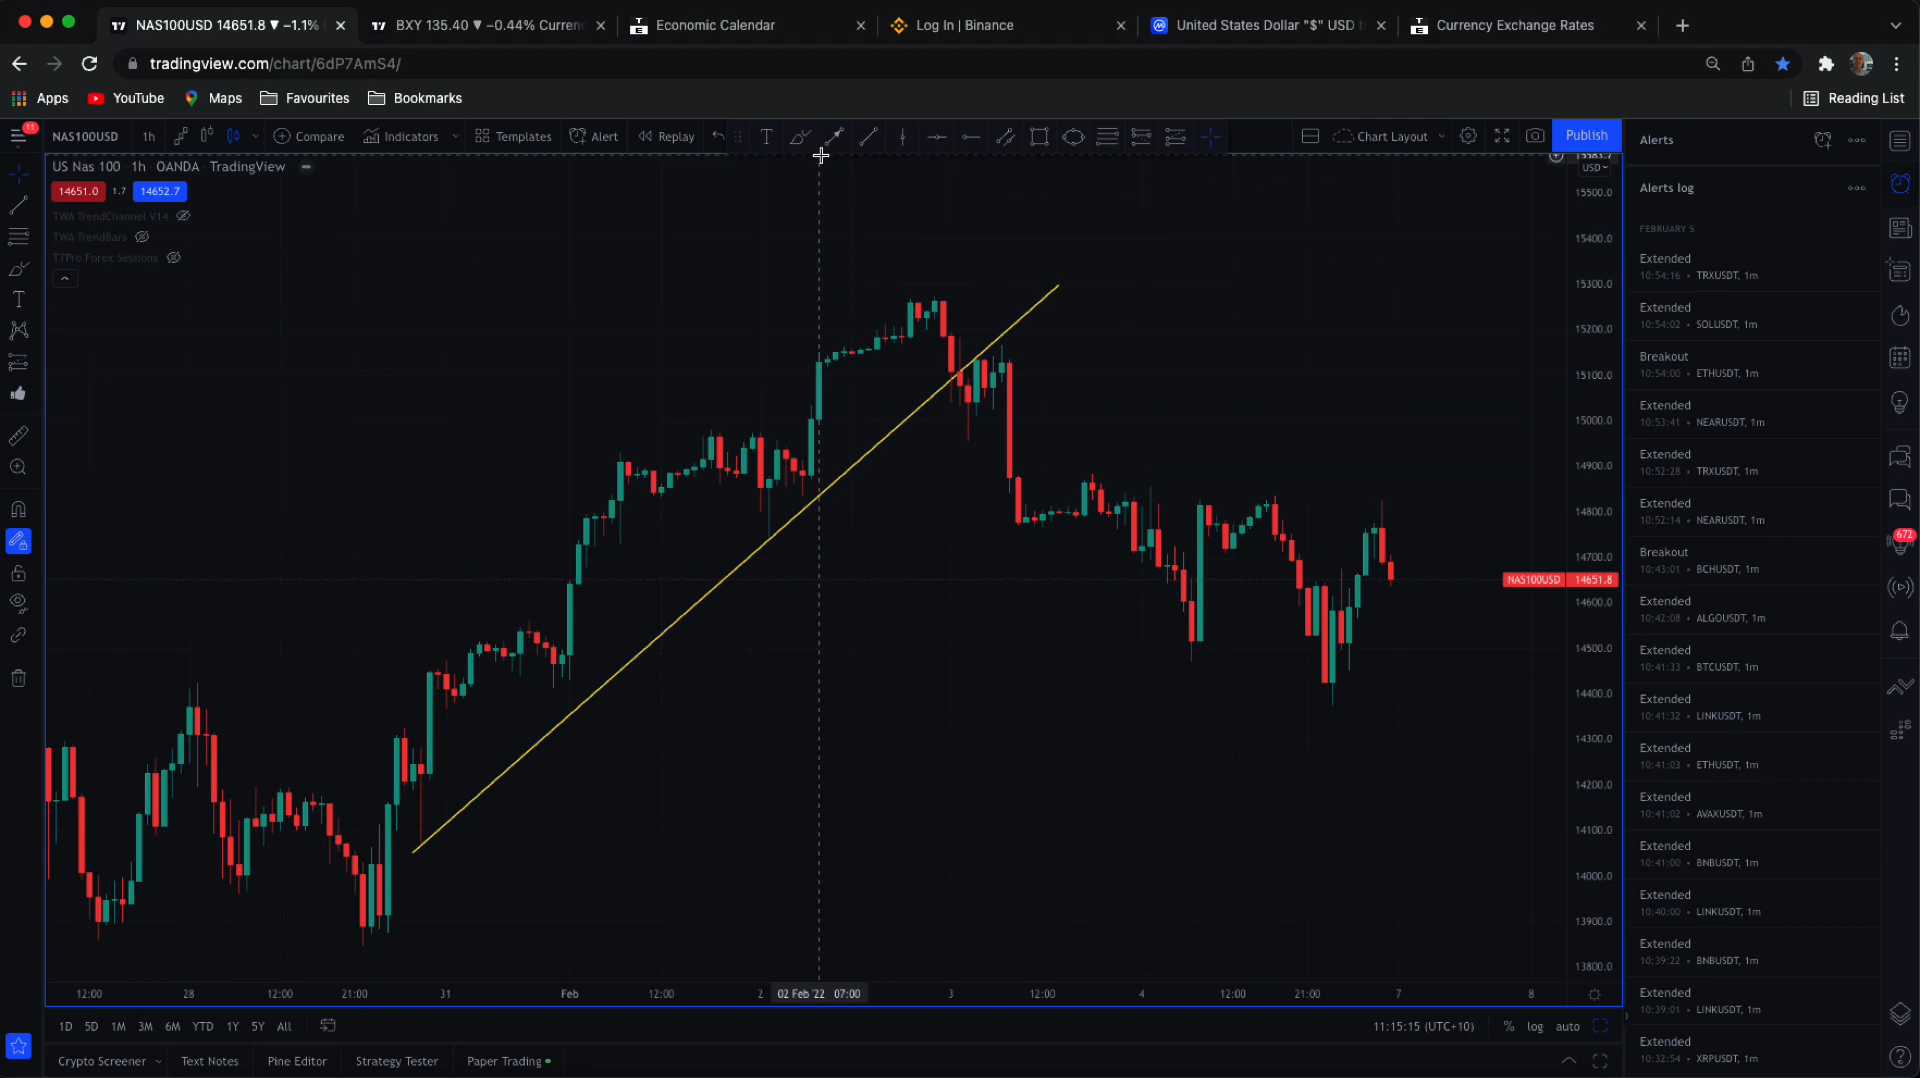 NAS100USD 14651.8 ▼ −1.1%
BXY 135.40 ▼ −0.44% Curren
Economic Calendar
Log In | Binance
United States Dollar "$" USD t
Currency Exchange Rates
tradingview.com/chart/6dP7AmS4/
Apps
YouTube
Maps
Favourites
Bookmarks
Reading List
11
NAS100USD
1h
Compare
Indicators
Templates
Alert
Replay
Chart Layout
Publish
Alerts
US Nas 100 1h · OANDA · TradingView
14651.0 1.7 14652.7
TWA TrendChannel V14
TWA TrendBars
TTPro Forex Sessions
USD
15500.0
15400.0
15300.0
15200.0
15100.0
15000.0
14900.0
14800.0
14700.0
NAS100USD 14651.8
14600.0
14500.0
14400.0
14300.0
14200.0
14100.0
14000.0
13900.0
13800.0
12:00 28 12:00 21:00 31 Feb 12:00 2 02 Feb '22 07:00 3 12:00 4 12:00 21:00 7 8
1D 5D 1M 3M 6M YTD 1Y 5Y All
11:15:15 (UTC+10) % log auto
Crypto Screener
Text Notes
Pine Editor
Strategy Tester
Paper Trading
Alerts log
FEBRUARY 5
Extended
10:54:16 • TRXUSDT, 1m
Extended
10:54:02 • SOLUSDT, 1m
Breakout
10:54:00 • ETHUSDT, 1m
Extended
10:53:41 • NEARUSDT, 1m
Extended
10:52:28 • TRXUSDT, 1m
Extended
10:52:14 • NEARUSDT, 1m
Breakout
10:43:01 • BCHUSDT, 1m
Extended
10:42:08 • ALGOUSDT, 1m
Extended
10:41:33 • BTCUSDT, 1m
Extended
10:41:32 • LINKUSDT, 1m
Extended
10:41:03 • ETHUSDT, 1m
Extended
10:41:02 • AVAXUSDT, 1m
Extended
10:41:00 • BNBUSDT, 1m
Extended
10:40:00 • LINKUSDT, 1m
Extended
10:39:22 • BNBUSDT, 1m
Extended
10:39:01 • LINKUSDT, 1m
Extended
10:32:54 • XRPUSDT, 1m
672